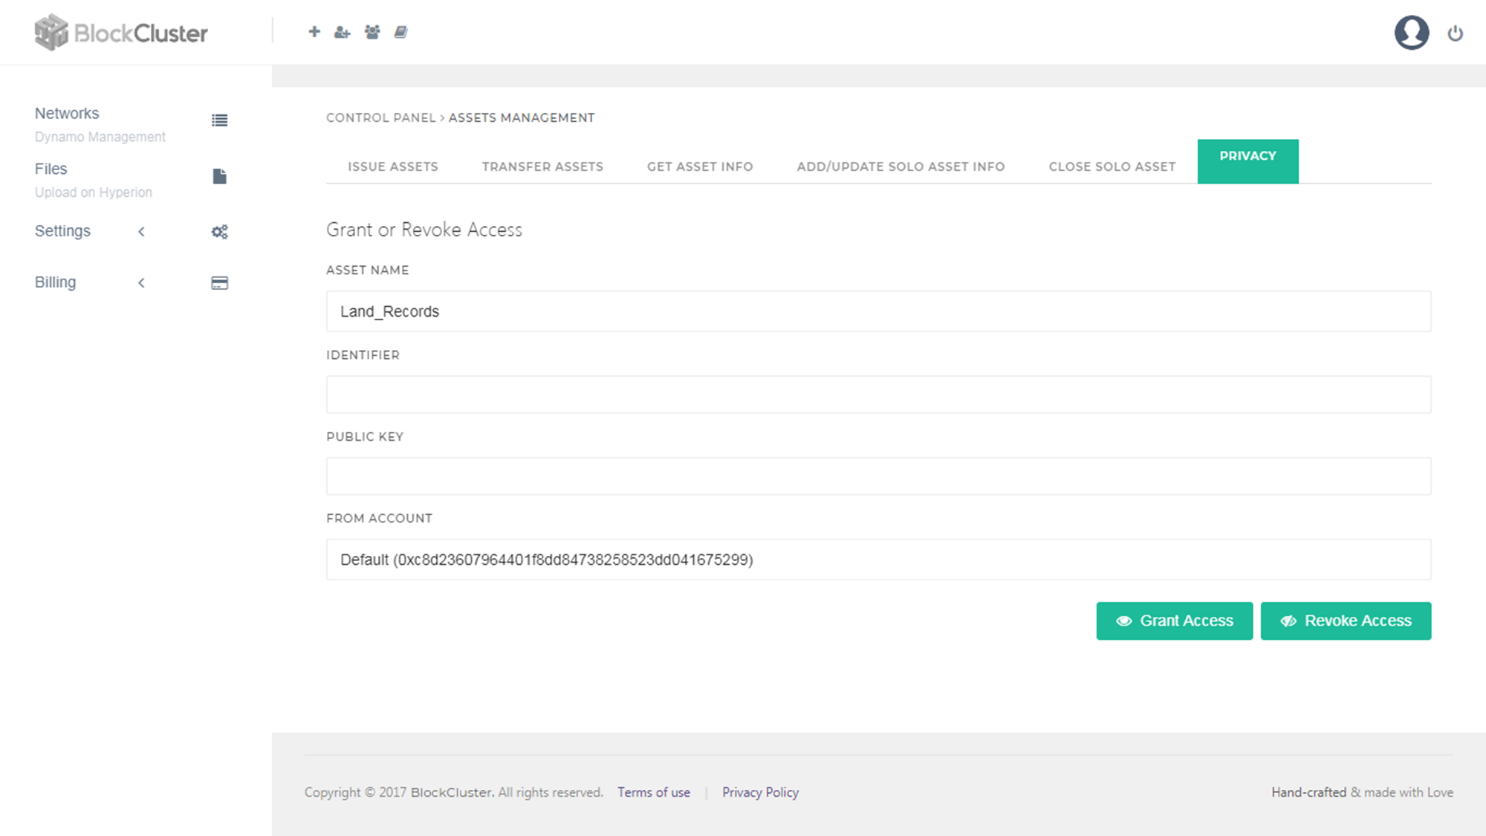 BlockCluster
Networks
Dynamo Management
Files
Upload on Hyperion
Settings
Billing
CONTROL PANEL > ASSETS MANAGEMENT
ISSUE ASSETS TRANSFER ASSETS GET ASSET INFO ADD/UPDATE SOLO ASSET INFO CLOSE SOLO ASSET PRIVACY
Grant or Revoke Access
ASSET NAME
Land_Records
IDENTIFIER
PUBLIC KEY
FROM ACCOUNT
Default (0xc8d23607964401f8dd84738258523dd041675299)
Grant Access Revoke Access
Copyright © 2017 BlockCluster. All rights reserved. Terms of use | Privacy Policy Hand-crafted & made with Love